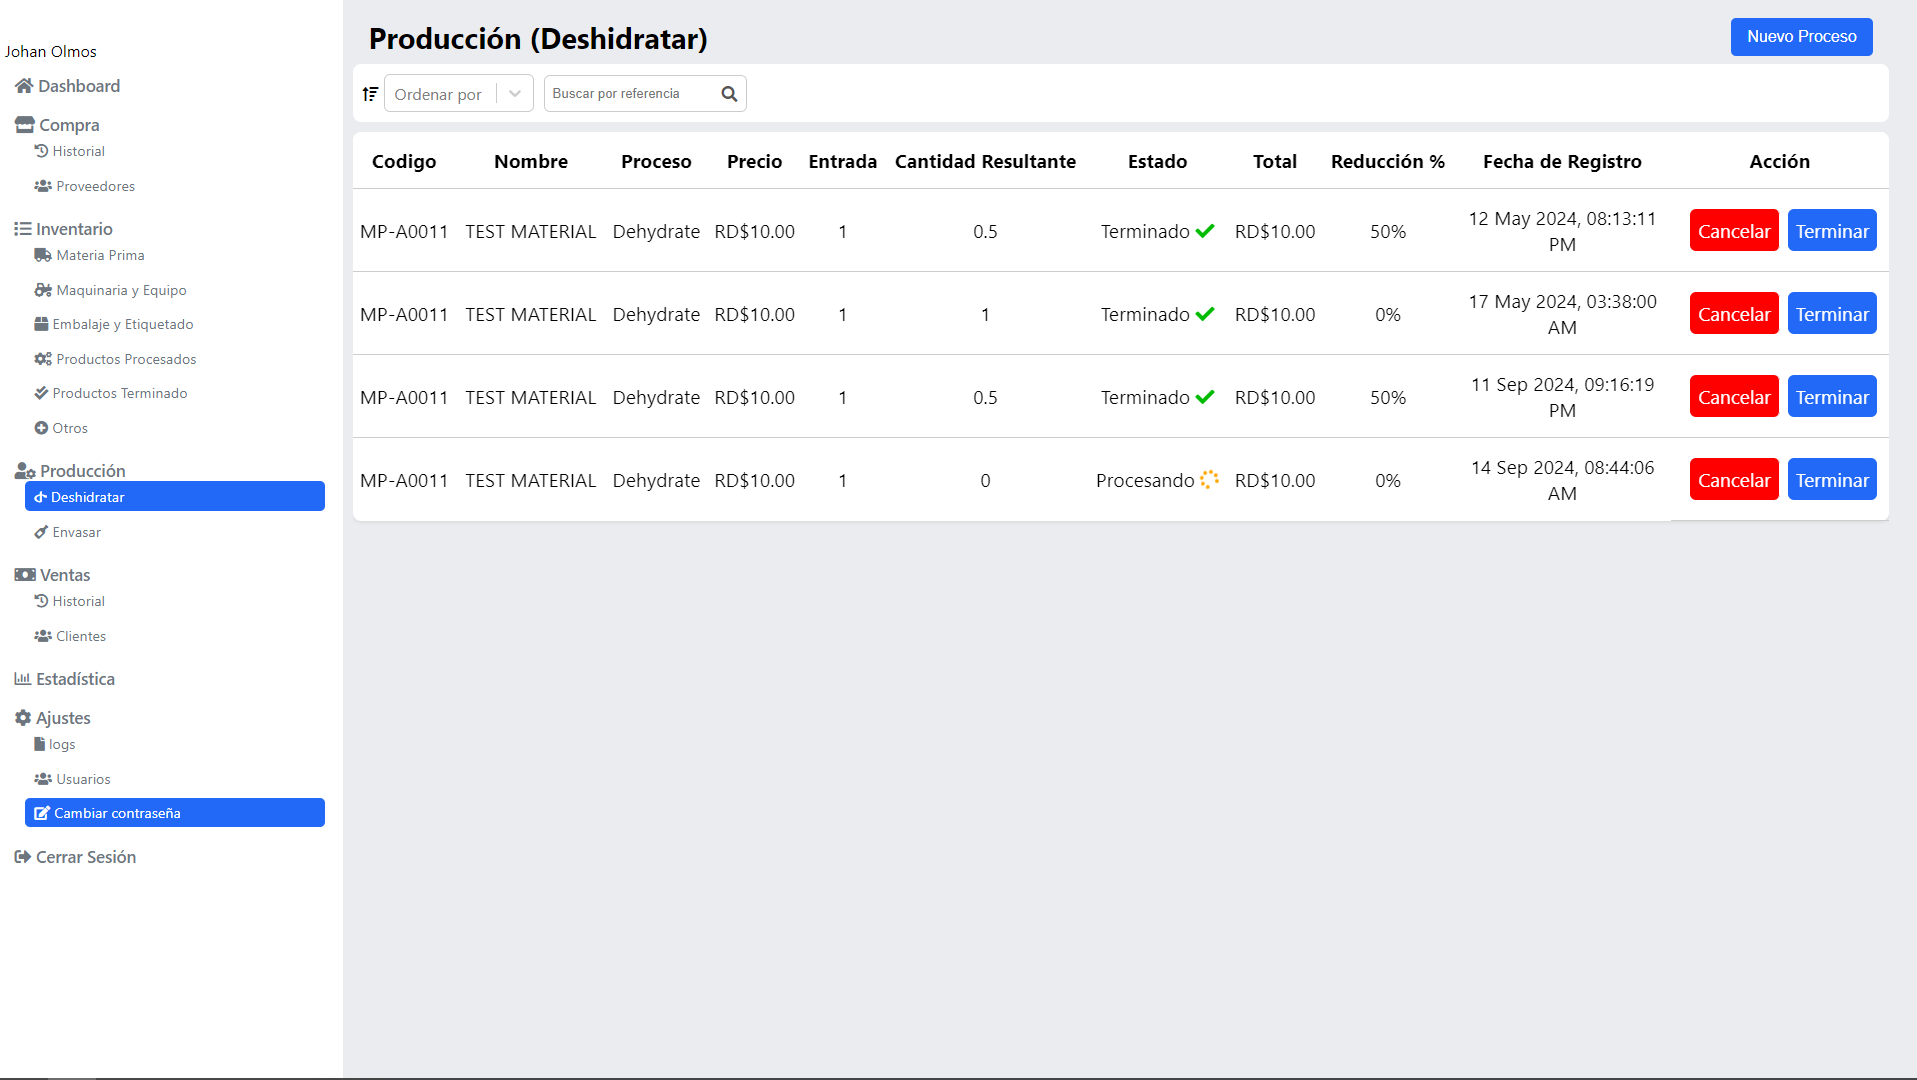 Johan Olmos
Dashboard
Compra
Historial
Proveedores
Inventario
Materia Prima
Maquinaria y Equipo
Embalaje y Etiquetado
Productos Procesados
Productos Terminado
Otros
Producción
Deshidratar
Envasar
Ventas
Historial
Clientes
Estadística
Ajustes
logs
Usuarios
Cambiar contraseña
Cerrar Sesión
Producción (Deshidratar)
Nuevo Proceso
Ordenar por
Buscar por referencia
Codigo Nombre Proceso Precio Entrada Cantidad Resultante Estado Total Reducción % Fecha de Registro Acción
MP-A0011 TEST MATERIAL Dehydrate RD$10.00 1 0.5 Terminado RD$10.00 50% 12 May 2024, 08:13:11 PM Cancelar Terminar
MP-A0011 TEST MATERIAL Dehydrate RD$10.00 1 1 Terminado RD$10.00 0% 17 May 2024, 03:38:00 AM Cancelar Terminar
MP-A0011 TEST MATERIAL Dehydrate RD$10.00 1 0.5 Terminado RD$10.00 50% 11 Sep 2024, 09:16:19 PM Cancelar Terminar
MP-A0011 TEST MATERIAL Dehydrate RD$10.00 1 0 Procesando RD$10.00 0% 14 Sep 2024, 08:44:06 AM Cancelar Terminar